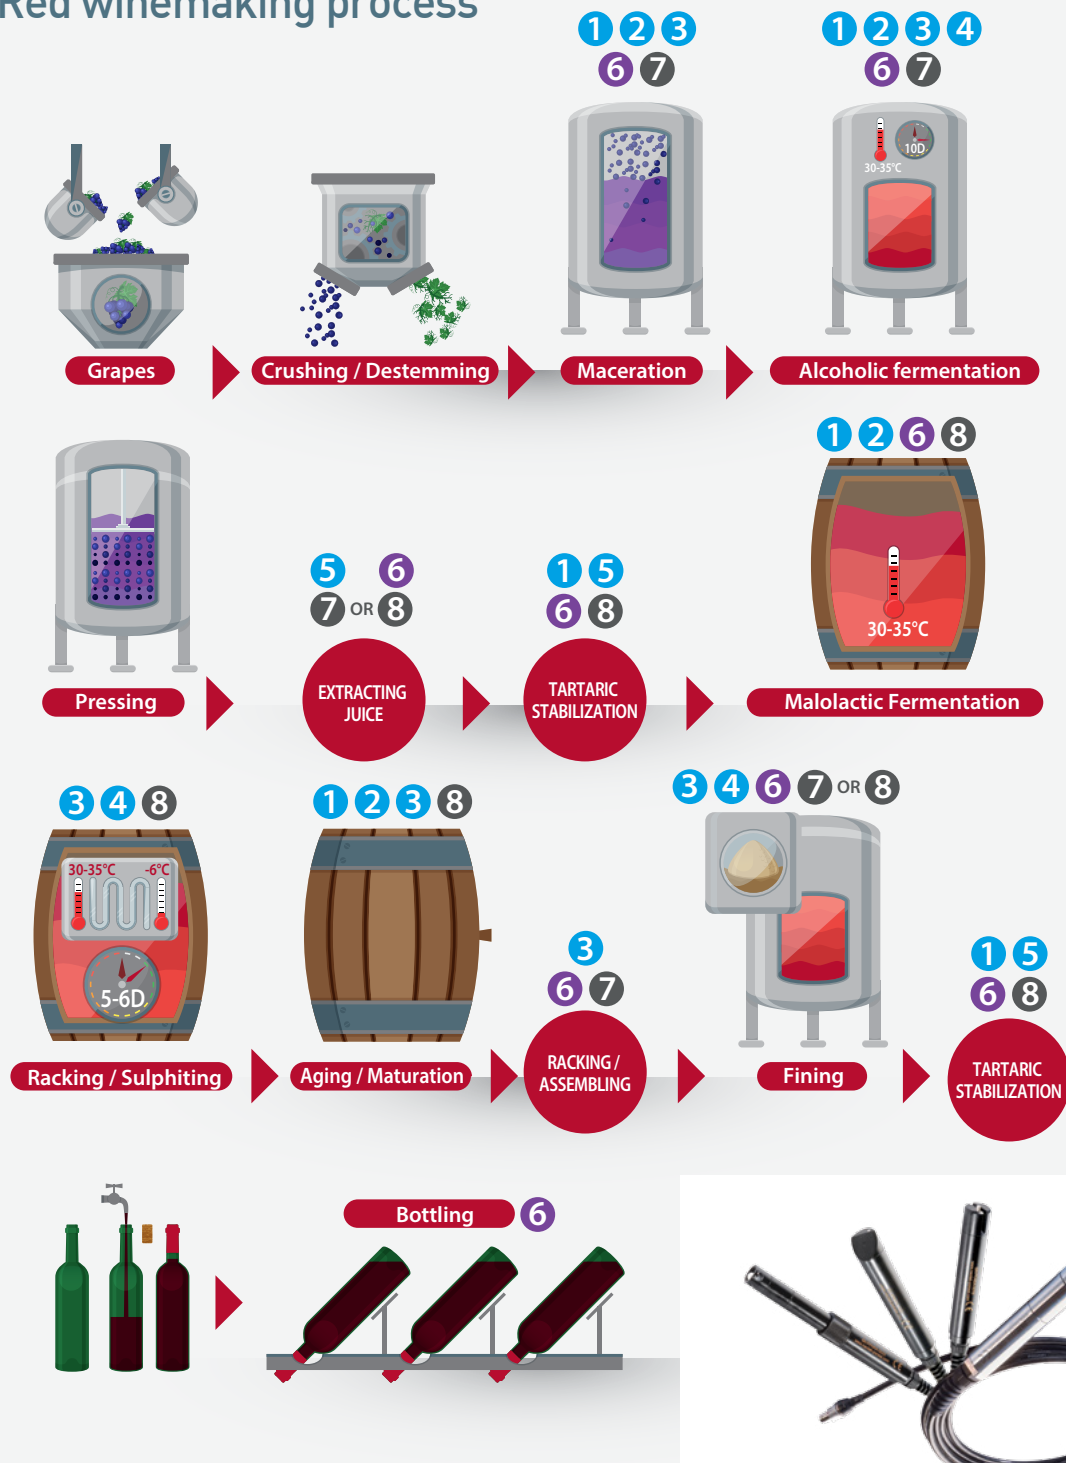 Red winemaking process
1 2 3
6 7
1 2 3 4
6 7
10D
30-35°C
Grapes
Crushing / Destemming
Maceration
Alcoholic fermentation
1 2 6 8
30-35°C
5 6
7 OR 8
1 5
6 8
EXTRACTING
JUICE
TARTARIC
STABILIZATION
Pressing
Malolactic Fermentation
3 4 8
30-35°C -6°C
5-6D
1 2 3 8
3
6 7
3 4 6 7 OR 8
1 5
6 8
Racking / Sulphiting
Aging / Maturation
RACKING /
ASSEMBLING
Fining
TARTARIC
STABILIZATION
Bottling 6